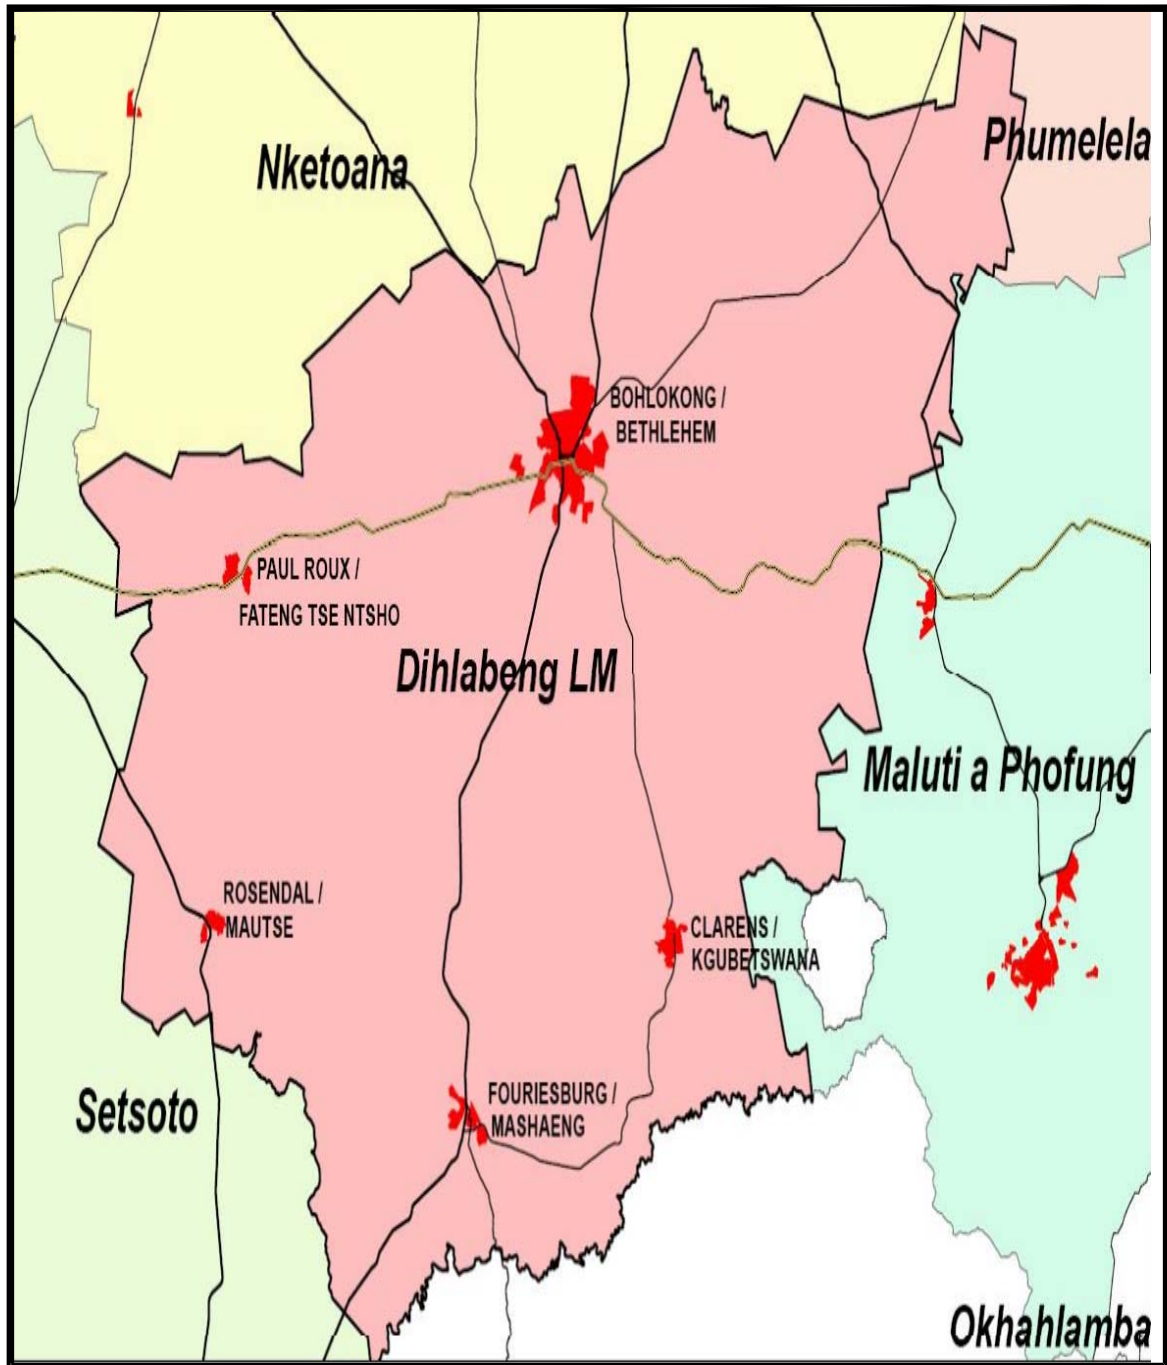 Phumelela
Nketoana
BOHLOKONG /
BETHLEHEM
PAUL ROUX /
FATENG TSE NTSHO
Dihlabeng LM
Maluti a Phofung
ROSENDAL /
MAUTSE
CLARENS /
KGUBETSWANA
FOURIESBURG /
MASHAENG
Setsoto
Okhahlamba